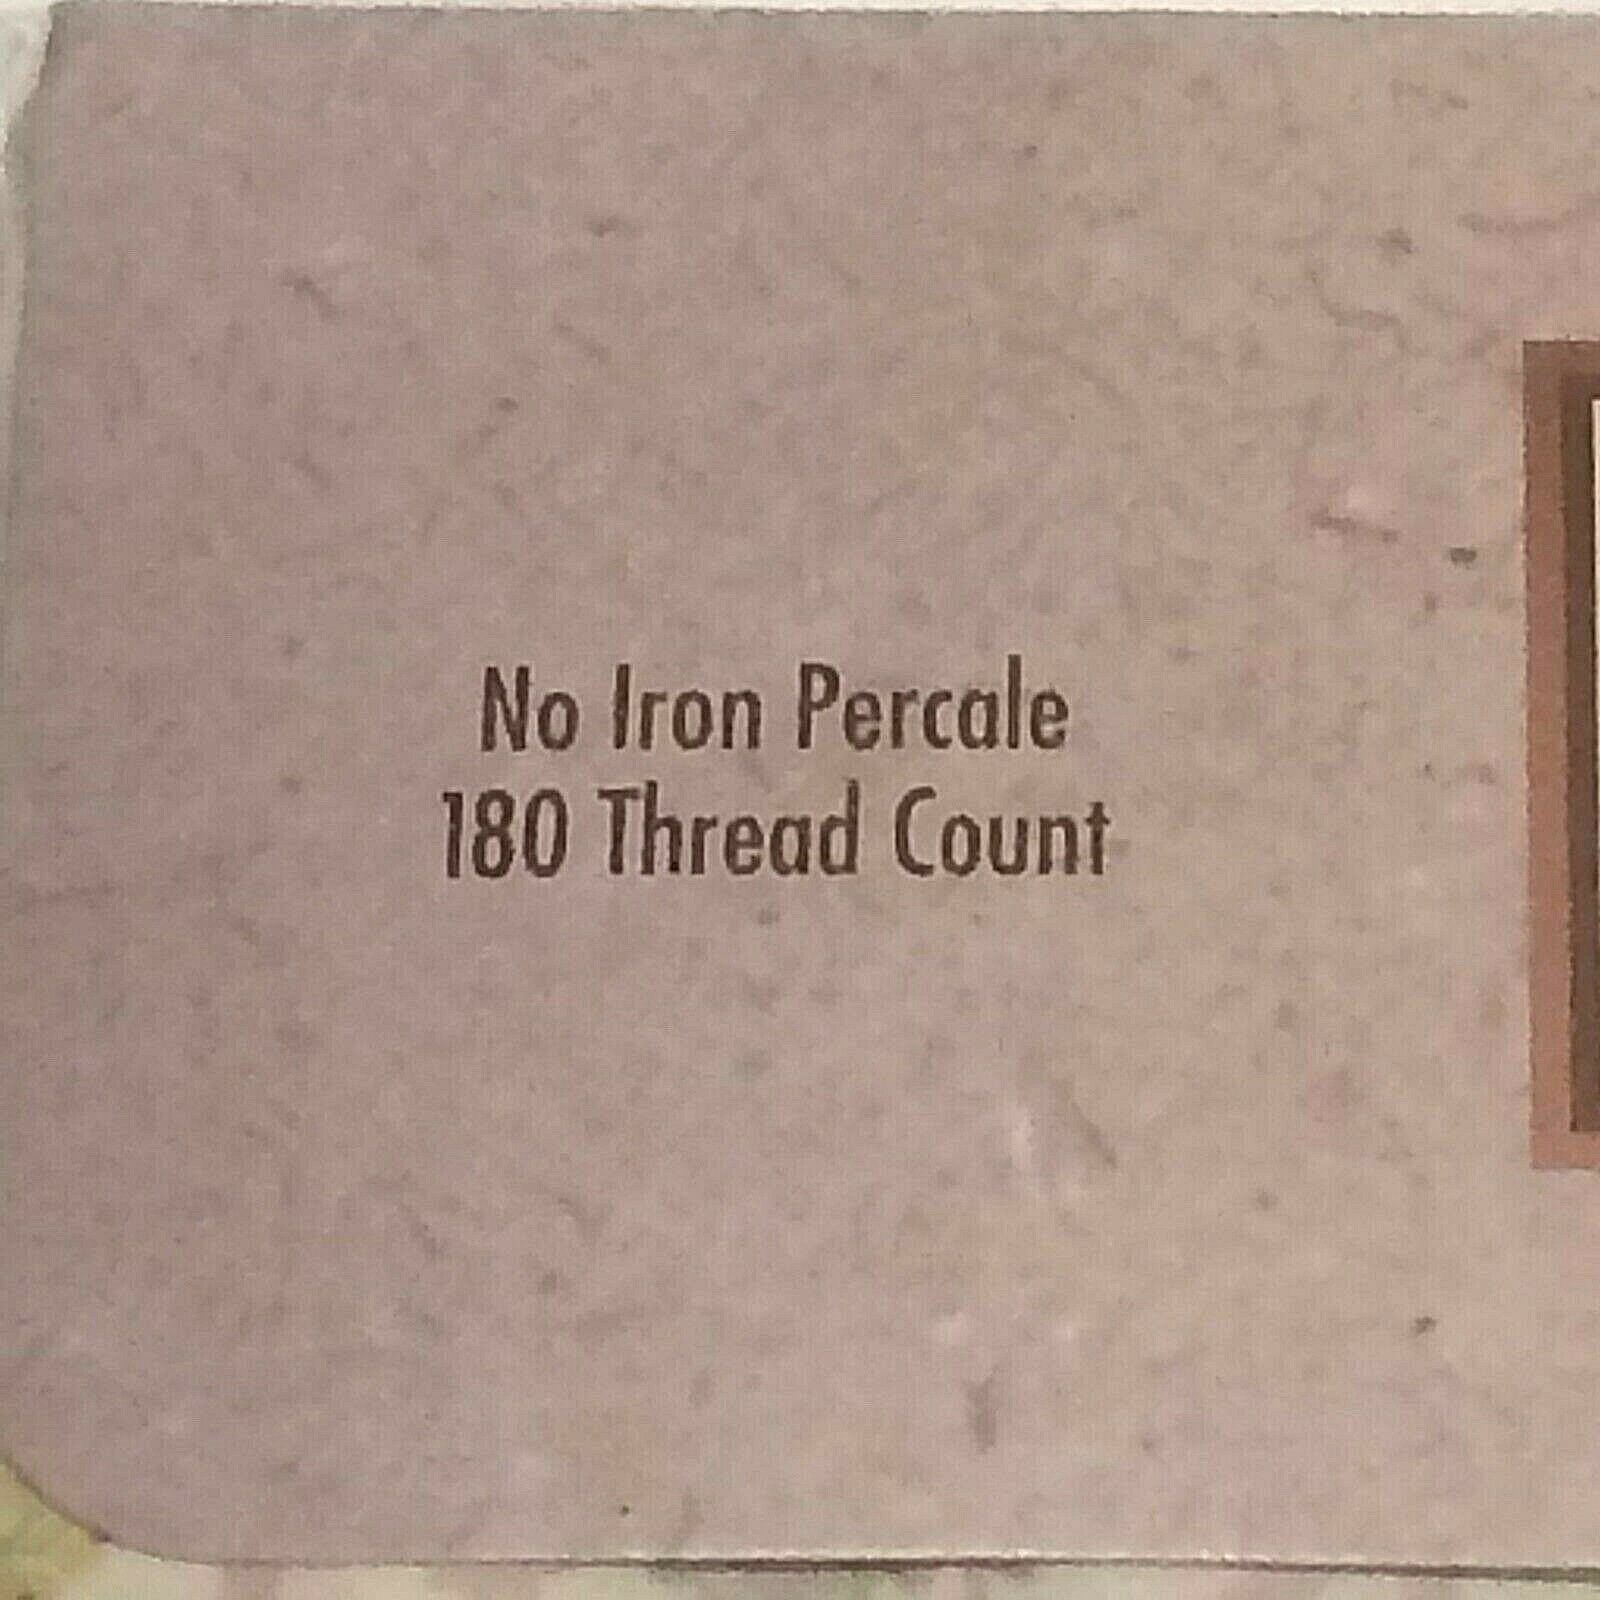 No Iron Percale
180 Thread Count